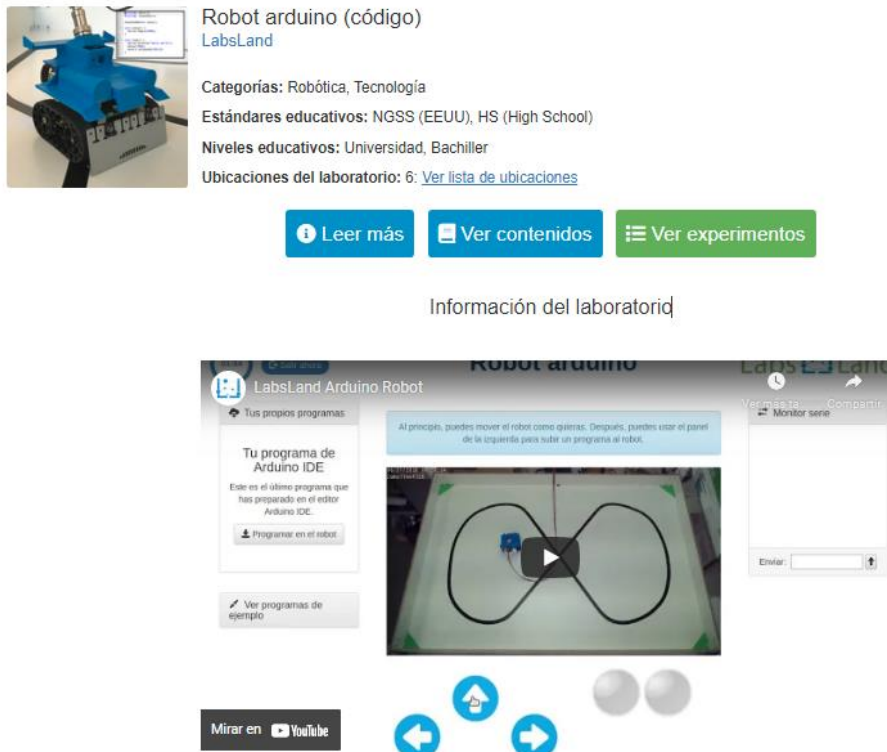 Robot arduino (código)
LabsLand
Categorías: Robótica, Tecnología
Estándares educativos: NGSS (EEUU), HS (High School)
Niveles educativos: Universidad, Bachiller
Ubicaciones del laboratorio: 6: Ver lista de ubicaciones
Leer más
Ver contenidos
Ver experimentos
Información del laboratorio
Salir ahora
Robot arduino
LabsLand
LabsLand Arduino Robot
Ver más ta...
Compartir
Tus propios programas
Al principio, puedes mover el robot como quieras. Después, puedes usar el panel
de la izquierda para subir un programa al robot.
Monitor serie
Tu programa de
Arduino IDE
Este es el último programa que
has preparado en el editor
Arduino IDE.
Programar en el robot
Enviar:
Ver programas de
ejemplo
Mirar en YouTube